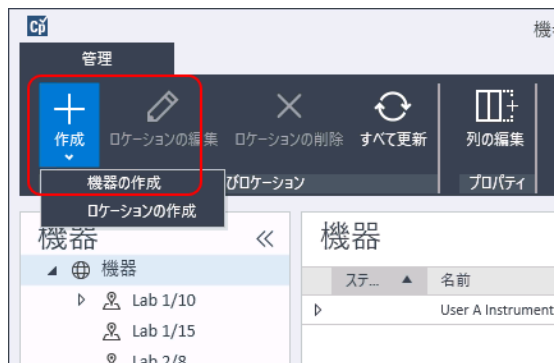 Cp
機
管理
作成 ロケーションの編集 ロケーションの削除 すべて更新 列の編集
びロケーション プロパティ
機器の作成
ロケーションの作成
機器
機器
Lab 1/10
Lab 1/15
Lab 2/8
機器
ステ... 名前
User A Instrument